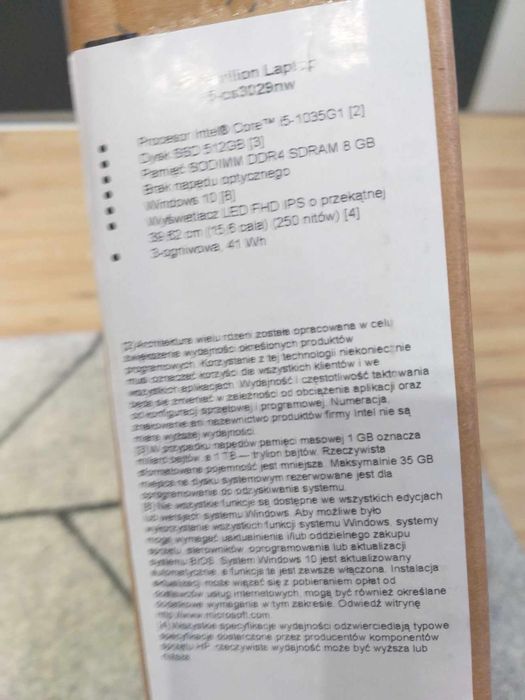 Pavilion Laptop
15-cs3029nw
Procesor Intel® Core™ i5-1035G1 [2]
Dysk SSD 512GB [3]
Pamięć SODIMM DDR4 SDRAM 8 GB
Brak napędu optycznego
Windows 10 [8]
Wyświetlacz LED FHD IPS o przekątnej
39,62 cm (15,6 cala) (250 nitów) [4]
3-ogniwowa, 41 Wh
[2] Architektura wielu rdzeni została opracowana w celu
zwiększenia wydajności określonych produktów
programowych. Korzystanie z tej technologii niekoniecznie
musi oznaczać korzyści dla wszystkich klientów i we
wszystkich aplikacjach. Wydajność i częstotliwość taktowania
będą się zmieniać w zależności od obciążenia aplikacji oraz
od konfiguracji sprzętowej i programowej. Numeracja,
znakowanie ani nazewnictwo produktów firmy Intel nie są
miarą wyższej wydajności.
[3] W przypadku napędów pamięci masowej 1 GB oznacza
miliard bajtów, a 1 TB — trylion bajtów. Rzeczywista
sformatowana pojemność jest mniejsza. Maksymalnie 35 GB
miejsca na dysku systemowym rezerwowane jest dla
oprogramowania do odzyskiwania systemu.
[8] Nie wszystkie funkcje są dostępne we wszystkich edycjach
lub wersjach systemu Windows. Aby możliwe było
wykorzystanie wszystkich funkcji systemu Windows, systemy
mogą wymagać uaktualnienia i/lub oddzielnego zakupu
sprzętu, sterowników, oprogramowania lub aktualizacji
systemu BIOS. System Windows 10 jest aktualizowany
automatycznie, a funkcja ta jest zawsze włączona. Instalacja
aktualizacji może wiązać się z pobieraniem opłat od
dostawców usług internetowych, mogą być również określane
dodatkowe wymagania w tym zakresie. Odwiedź witrynę
http://www.microsoft.com
[4] Wszystkie specyfikacje wydajności odzwierciedlają typowe
specyfikacje dostarczone przez producentów komponentów
sprzętu HP, rzeczywista wydajność może być wyższa lub
niższa.